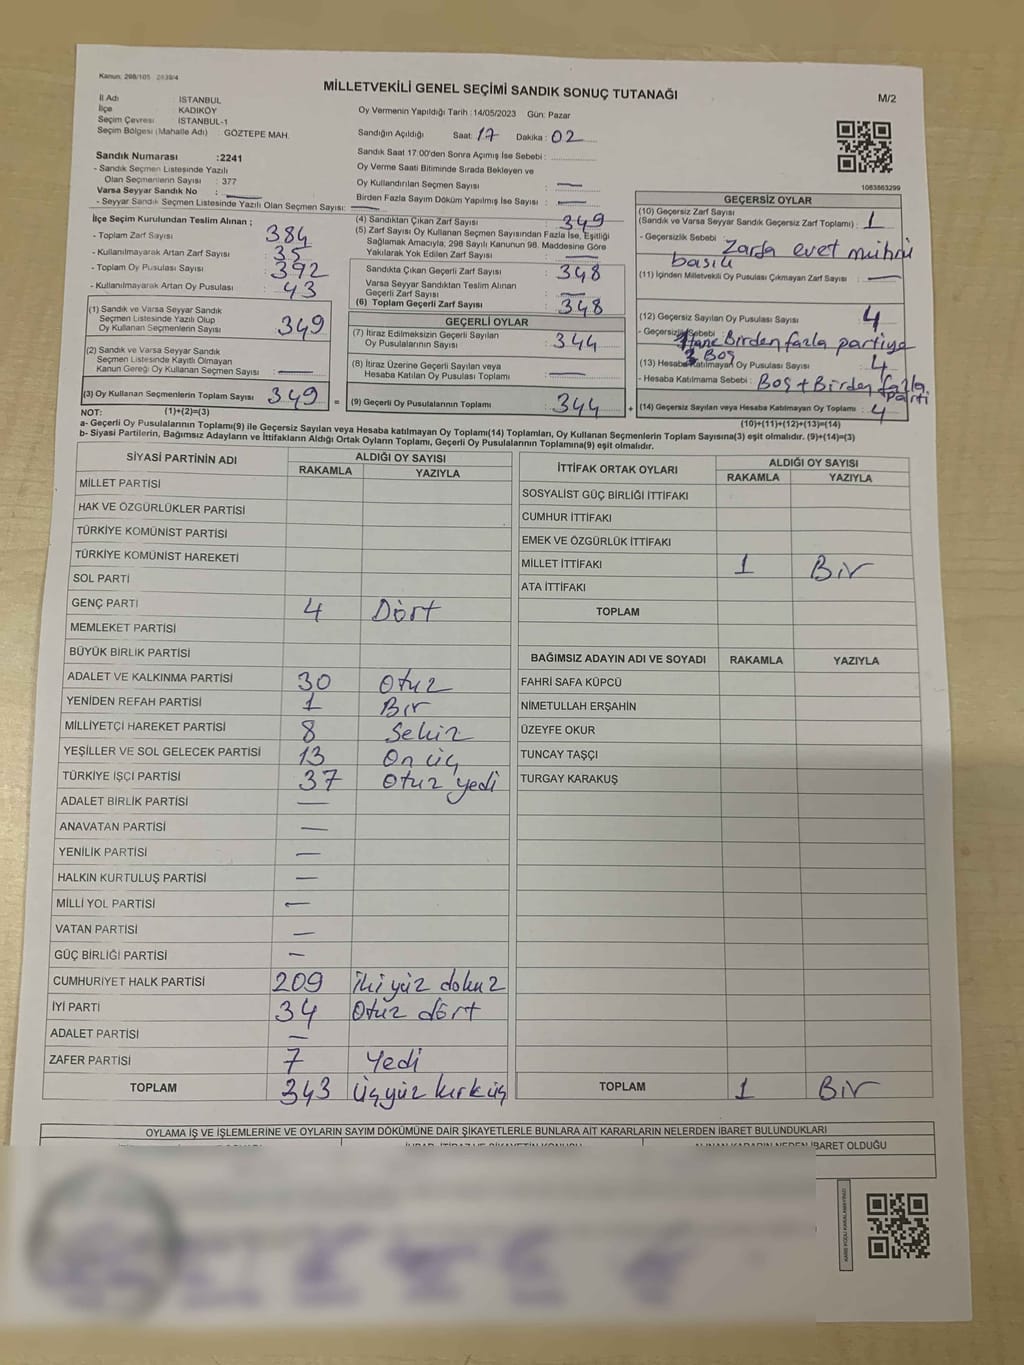 Kanun: 298/105 2839/4
MİLLETVEKİLİ GENEL SEÇİMİ SANDIK SONUÇ TUTANAĞI
M/2
İl Adı : İSTANBUL
İlçe : KADIKÖY
Seçim Çevresi : İSTANBUL-1
Seçim Bölgesi (Mahalle Adı) : GÖZTEPE MAH.
Oy Vermenin Yapıldığı Tarih :14/05/2023 Gün: Pazar
Sandığın Açıldığı Saat: 17 Dakika: 02
Sandık Saat 17:00'den Sonra Açımış İse Sebebi :
Oy Verme Saati Bitiminde Sırada Bekleyen ve
Oy Kullandırılan Seçmen Sayısı : —
Birden Fazla Sayım Döküm Yapılmış İse Sayısı : —
Sandık Numarası :2241
- Sandık Seçmen Listesinde Yazılı
Olan Seçmenlerin Sayısı : 377
Varsa Seyyar Sandık No : —
- Seyyar Sandık Seçmen Listesinde Yazılı Olan Seçmen Sayısı: —
İlçe Seçim Kurulundan Teslim Alınan ;
- Toplam Zarf Sayısı : 384
- Kullanılmayarak Artan Zarf Sayısı : 35
- Toplam Oy Pusulası Sayısı : 392
- Kullanılmayarak Artan Oy Pusulası : 43
(1) Sandık ve Varsa Seyyar Sandık
Seçmen Listesinde Yazılı Olup
Oy Kullanan Seçmenlerin Sayısı : 349
(2) Sandık ve Varsa Seyyar Sandık
Seçmen Listesinde Kayıtlı Olmayan
Kanun Gereği Oy Kullanan Seçmen Sayısı : —
(3) Oy Kullanan Seçmenlerin Toplam Sayısı : 349 =
(1)+(2)=(3)
(4) Sandıktan Çıkan Zarf Sayısı : 349
(5) Zarf Sayısı Oy Kullanan Seçmen Sayısından Fazla İse, Eşitliği
Sağlamak Amacıyla, 298 Sayılı Kanunun 98. Maddesine Göre
Yakılarak Yok Edilen Zarf Sayısı : —
Sandıkta Çıkan Geçerli Zarf Sayısı : 348
Varsa Seyyar Sandıktan Teslim Alınan
Geçerli Zarf Sayısı : —
(6) Toplam Geçerli Zarf Sayısı : 348
GEÇERLİ OYLAR
(7) İtiraz Edilmeksizin Geçerli Sayılan
Oy Pusulalarının Sayısı : 344
(8) İtiraz Üzerine Geçerli Sayılan veya
Hesaba Katılan Oy Pusulası Toplamı : —
(9) Geçerli Oy Pusulalarının Toplamı : 344 +
1083863299
GEÇERSİZ OYLAR
(10) Geçersiz Zarf Sayısı
(Sandık ve Varsa Seyyar Sandık Geçersiz Zarf Toplamı) : 1
- Geçersizlik Sebebi : Zarfa evet mührü
basılı
(11) İçinden Milletvekili Oy Pusulası Çıkmayan Zarf Sayısı : —
(12) Geçersiz Sayılan Oy Pusulası Sayısı : 4
- Geçersizlik Sebebi : tane Birden fazla partiye
Boş
(13) Hesaba Katılmayan Oy Pusulası Sayısı : 4
- Hesaba Katılmama Sebebi : Boş + Birden fazla
parti
(14) Geçersiz Sayılan veya Hesaba Katılmayan Oy Toplamı : 4
(10)+(11)+(12)+(13)=(14)
NOT:
a- Geçerli Oy Pusulalarının Toplamı(9) ile Geçersiz Sayılan veya Hesaba katılmayan Oy Toplamı(14) Toplamları, Oy Kullanan Seçmenlerin Toplam Sayısına(3) eşit olmalıdır. (9)+(14)=(3)
b- Siyasi Partilerin, Bağımsız Adayların ve İttifakların Aldığı Ortak Oyların Toplamı, Geçerli Oy Pusulalarının Toplamına(9) eşit olmalıdır.
SİYASİ PARTİNİN ADI ALDIĞI OY SAYISI
RAKAMLA YAZIYLA
MİLLET PARTİSİ
HAK VE ÖZGÜRLÜKLER PARTİSİ
TÜRKİYE KOMÜNİST PARTİSİ
TÜRKİYE KOMÜNİST HAREKETİ
SOL PARTİ
GENÇ PARTİ 4 Dört
MEMLEKET PARTİSİ
BÜYÜK BİRLİK PARTİSİ
ADALET VE KALKINMA PARTİSİ 30 Otuz
YENİDEN REFAH PARTİSİ 1 Bir
MİLLİYETÇİ HAREKET PARTİSİ 8 Sekiz
YEŞİLLER VE SOL GELECEK PARTİSİ 13 On üç
TÜRKİYE İŞÇİ PARTİSİ 37 Otuz yedi
ADALET BİRLİK PARTİSİ —
ANAVATAN PARTİSİ —
YENİLİK PARTİSİ —
HALKIN KURTULUŞ PARTİSİ —
MİLLİ YOL PARTİSİ —
VATAN PARTİSİ —
GÜÇ BİRLİĞİ PARTİSİ —
CUMHURİYET HALK PARTİSİ 209 İki yüz dokuz
İYİ PARTİ 34 Otuz dört
ADALET PARTİSİ —
ZAFER PARTİSİ 7 Yedi
TOPLAM 343 Üçyüz kırk üç
İTTİFAK ORTAK OYLARI ALDIĞI OY SAYISI
RAKAMLA YAZIYLA
SOSYALİST GÜÇ BİRLİĞİ İTTİFAKI
CUMHUR İTTİFAKI
EMEK VE ÖZGÜRLÜK İTTİFAKI
MİLLET İTTİFAKI 1 Bir
ATA İTTİFAKI
TOPLAM
BAĞIMSIZ ADAYIN ADI VE SOYADI RAKAMLA YAZIYLA
FAHRİ SAFA KÜPCÜ
NİMETULLAH ERŞAHİN
ÜZEYFE OKUR
TUNCAY TAŞÇI
TURGAY KARAKUŞ
TOPLAM 1 Bir
OYLAMA İŞ VE İŞLEMLERİNE VE OYLARIN SAYIM DÖKÜMÜNE DAİR ŞİKAYETLERLE BUNLARA AİT KARARLARIN NELERDEN İBARET BULUNDUKLARI
İHBAR, İTİRAZ VE ŞİKAYETİN KONUSU ALINAN KARARIN NEDEN İBARET OLDUĞU
KARE KODU KARALAMAYINIZ!